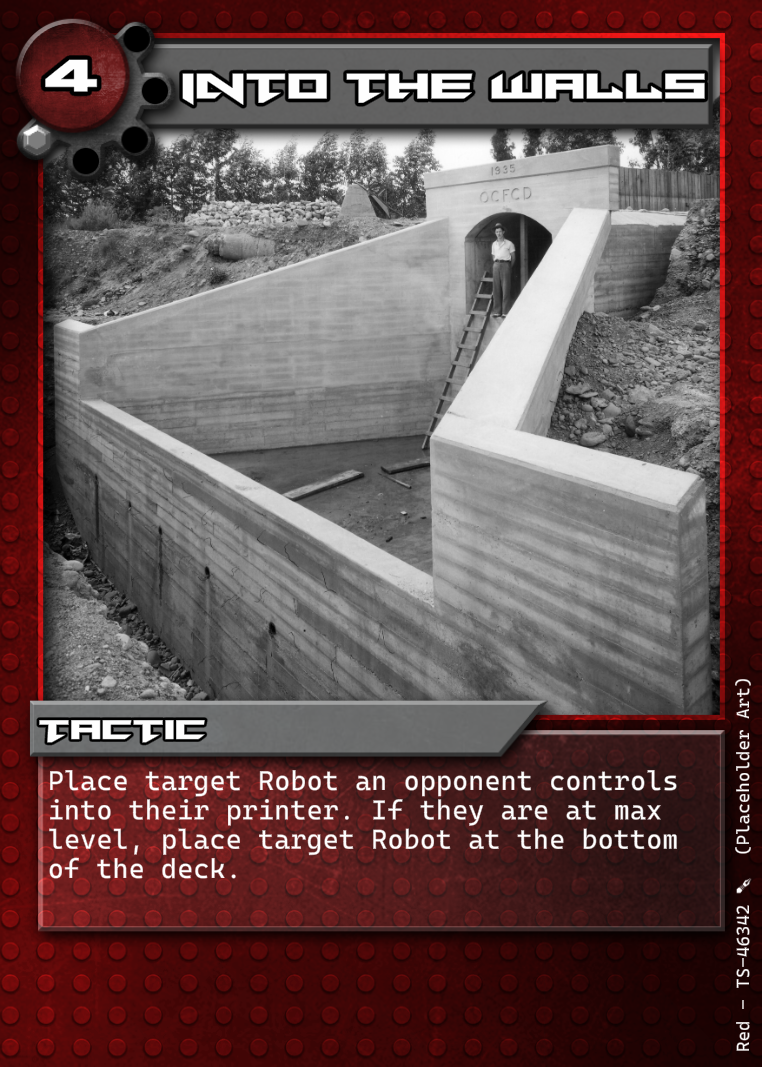 4
INTO THE WALLS
1935
OCFCD
TACTIC
Place target Robot an opponent controls
into their printer. If they are at max
level, place target Robot at the bottom
of the deck.
Red - TS-46342 (Placeholder Art)